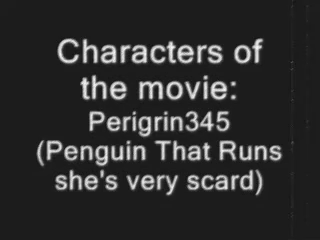 Characters of
the movie:
Perigrin345
(Penguin That Runs
she's very scard)